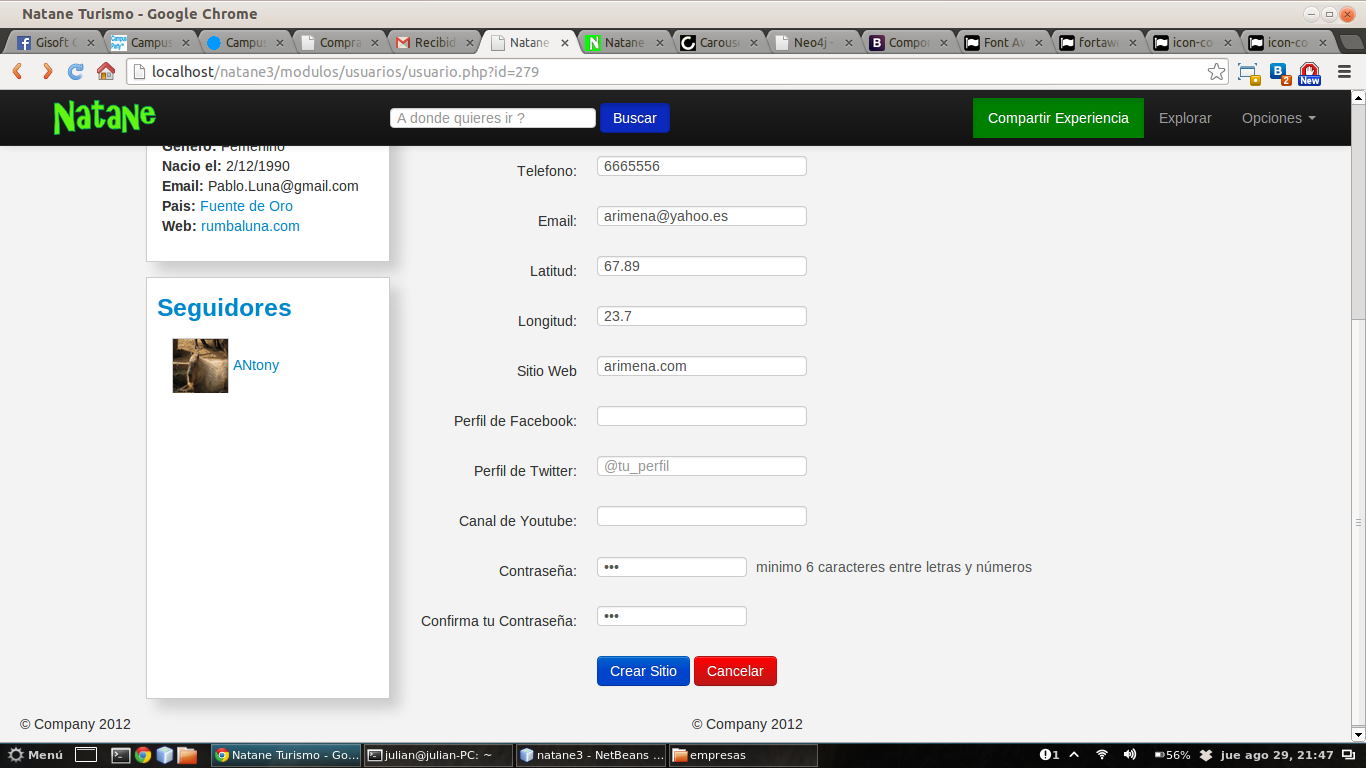 Natane Turismo - Google Chrome
Gisoft C
Campus
Campus
Compra
Recibid
Natane
Natane
Carouse
Neo4j -
Compon
Font Aw
fortawe
icon-co
icon-co
localhost/natane3/modulos/usuarios/usuario.php?id=279
2
New
Natane
A donde quieres ir ?
Buscar
Compartir Experiencia
Explorar
Opciones
Genero: Femenino
Nacio el: 2/12/1990
Email: Pablo.Luna@gmail.com
Pais: Fuente de Oro
Web: rumbaluna.com
Seguidores
ANtony
Telefono: 6665556
Email: arimena@yahoo.es
Latitud: 67.89
Longitud: 23.7
Sitio Web arimena.com
Perfil de Facebook:
Perfil de Twitter: @tu_perfil
Canal de Youtube:
Contraseña: ••• minimo 6 caracteres entre letras y números
Confirma tu Contraseña: •••
Crear Sitio Cancelar
© Company 2012
© Company 2012
Menú
Natane Turismo - Go...
julian@julian-PC: ~
natane3 - NetBeans ...
empresas
1
56%
jue ago 29, 21:47